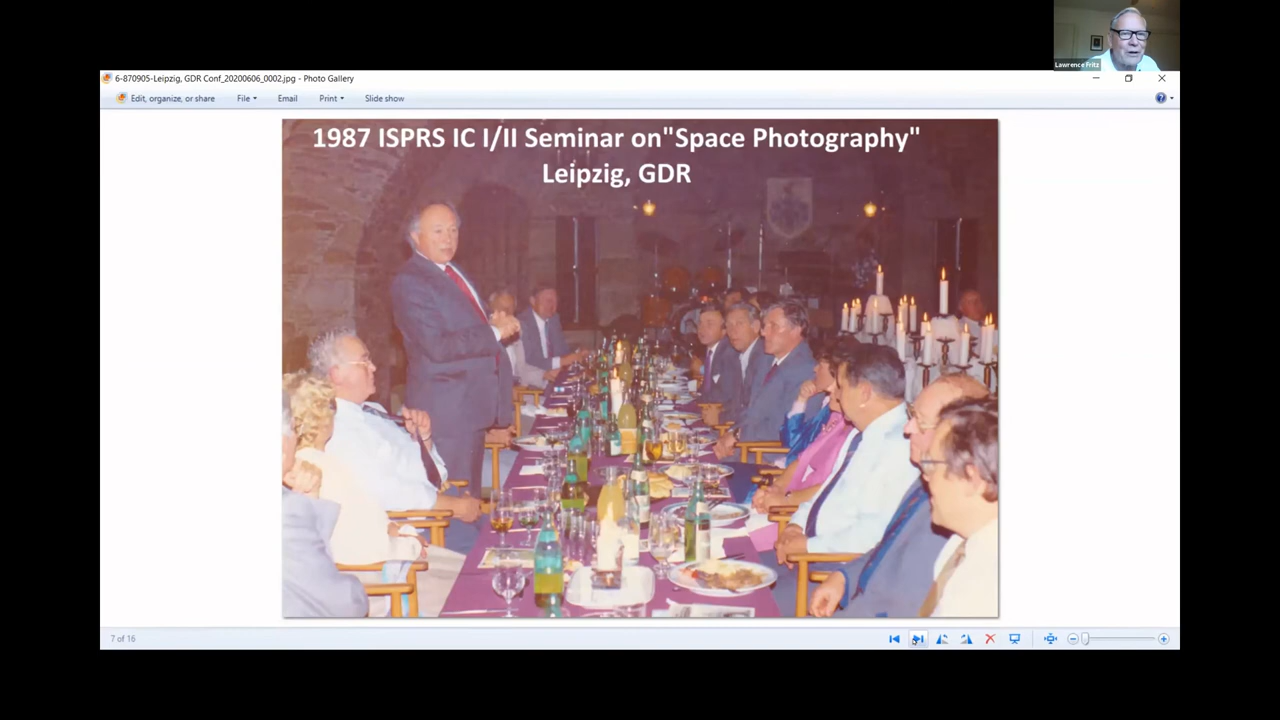 Lawrence Fritz
6-870905-Leipzig, GDR Conf_20200606_0002.jpg - Photo Gallery
Edit, organize, or share File Email Print Slide show
1987 ISPRS IC I/II Seminar on"Space Photography"
Leipzig, GDR
7 of 16